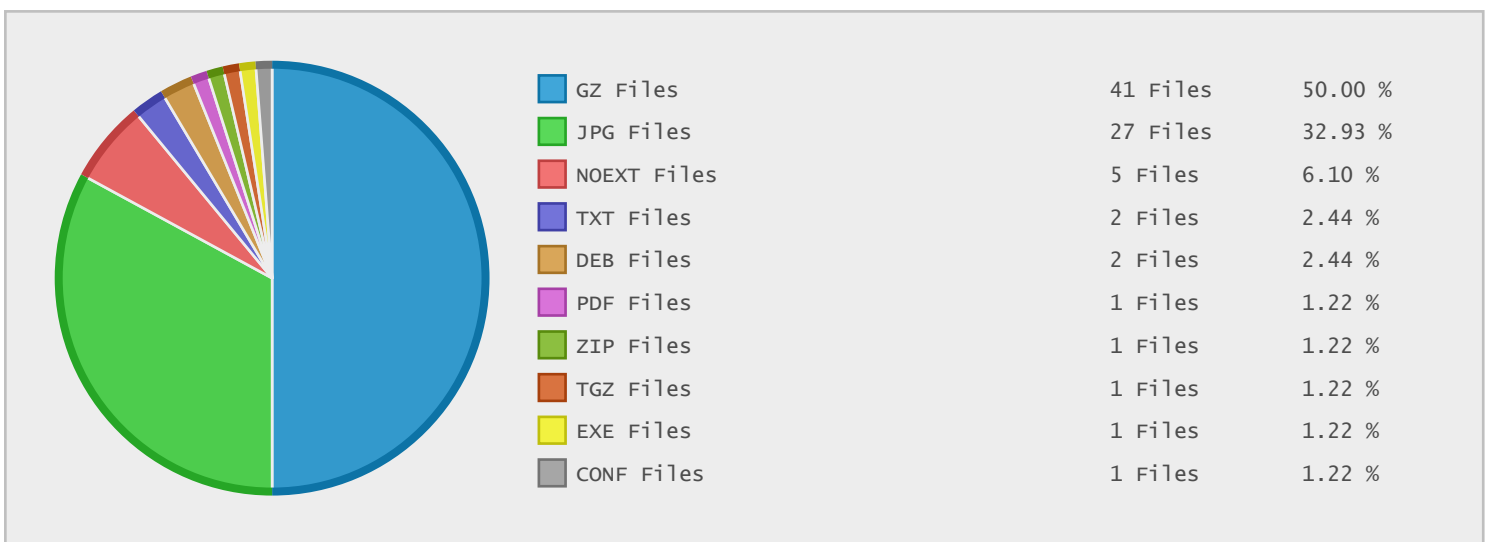 GZ Files 41 Files 50.00 %
JPG Files 27 Files 32.93 %
NOEXT Files 5 Files 6.10 %
TXT Files 2 Files 2.44 %
DEB Files 2 Files 2.44 %
PDF Files 1 Files 1.22 %
ZIP Files 1 Files 1.22 %
TGZ Files 1 Files 1.22 %
EXE Files 1 Files 1.22 %
CONF Files 1 Files 1.22 %